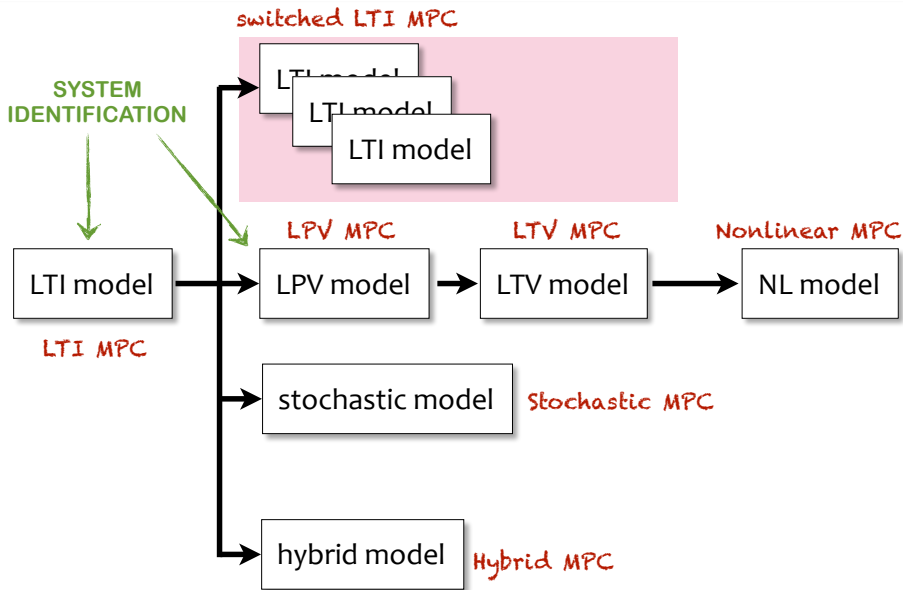 switched LTI MPC
LTI model
LTI model
LTI model
SYSTEM
IDENTIFICATION
LPV MPC
LTV MPC
Nonlinear MPC
LTI model
LPV model
LTV model
NL model
LTI MPC
stochastic model
Stochastic MPC
hybrid model
Hybrid MPC